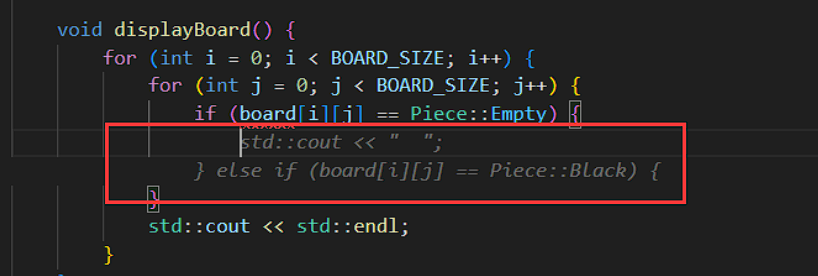 void displayBoard() {
for (int i = 0; i < BOARD_SIZE; i++) {
for (int j = 0; j < BOARD_SIZE; j++) {
if (board[i][j] == Piece::Empty) {
std::cout << "  ";
} else if (board[i][j] == Piece::Black) {
}
std::cout << std::endl;
}